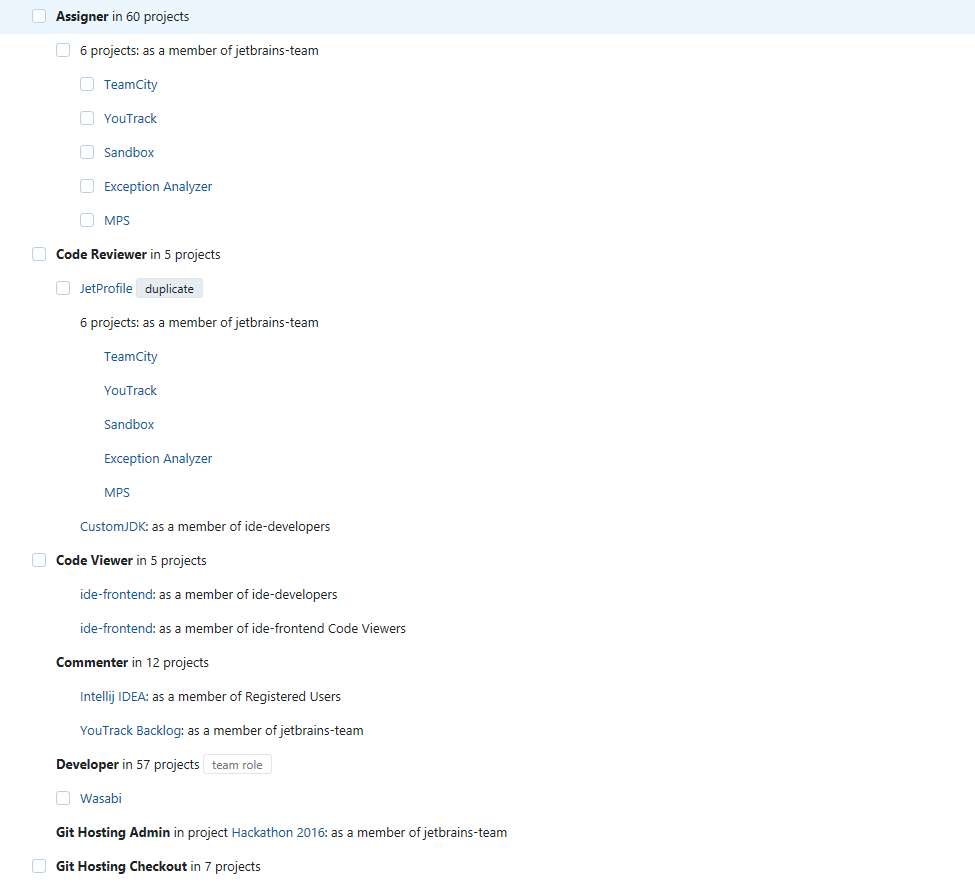 Assigner in 60 projects
6 projects: as a member of jetbrains-team
TeamCity
YouTrack
Sandbox
Exception Analyzer
MPS
Code Reviewer in 5 projects
JetProfile duplicate
6 projects: as a member of jetbrains-team
TeamCity
YouTrack
Sandbox
Exception Analyzer
MPS
CustomJDK: as a member of ide-developers
Code Viewer in 5 projects
ide-frontend: as a member of ide-developers
ide-frontend: as a member of ide-frontend Code Viewers
Commenter in 12 projects
Intellij IDEA: as a member of Registered Users
YouTrack Backlog: as a member of jetbrains-team
Developer in 57 projects team role
Wasabi
Git Hosting Admin in project Hackathon 2016: as a member of jetbrains-team
Git Hosting Checkout in 7 projects